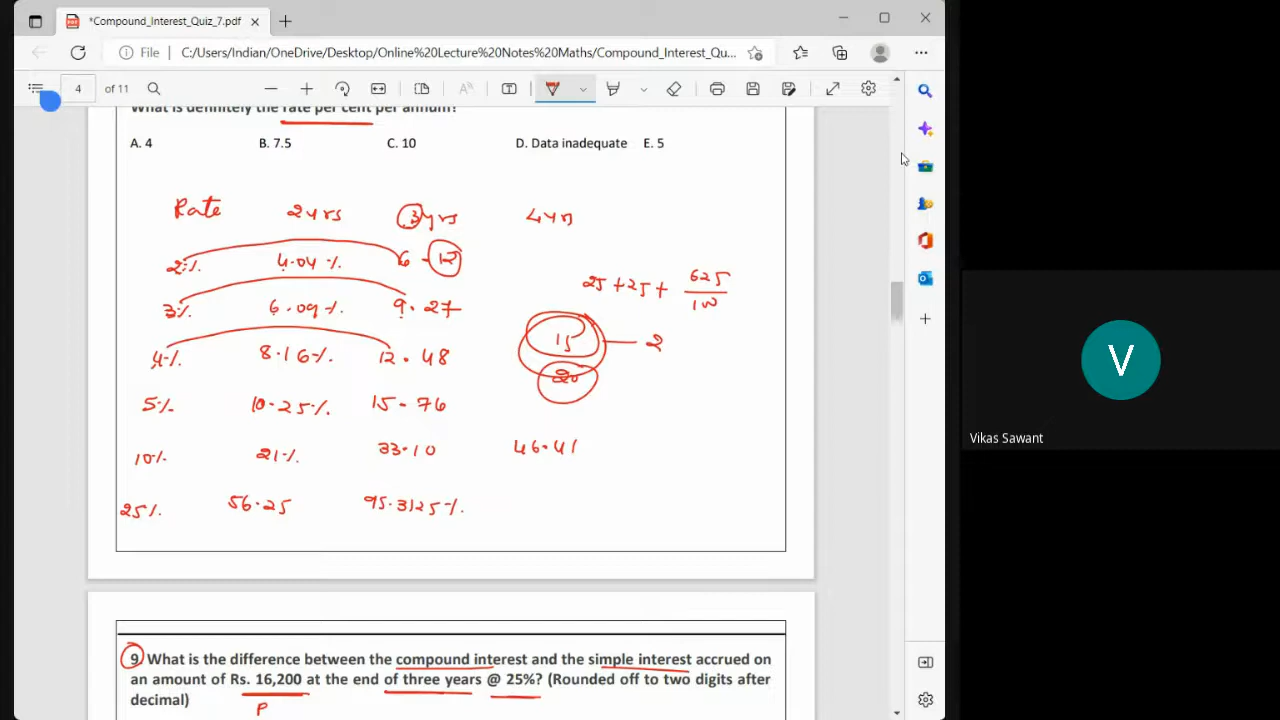 *Compound_Interest_Quiz_7.pdf
File
C:/Users/Indian/OneDrive/Desktop/Online%20Lecture%20Notes%20Maths/Compound_Interest_Qu...
4 of 11
What is definitely the rate per cent per annum?
A. 4 B. 7.5 C. 10 D. Data inadequate E. 5
Rate 2yrs 3yrs 4yrs
2% 4.04% 6.12
3% 6.09% 9.27
4% 8.16% 12.48
5% 10.25% 15.76
10% 21% 33.10 46.41
25% 56.25 95.3125%
25+25+ 625
100
15 2
20
9. What is the difference between the compound interest and the simple interest accrued on
an amount of Rs. 16,200 at the end of three years @ 25%? (Rounded off to two digits after
decimal)
P
V
Vikas Sawant